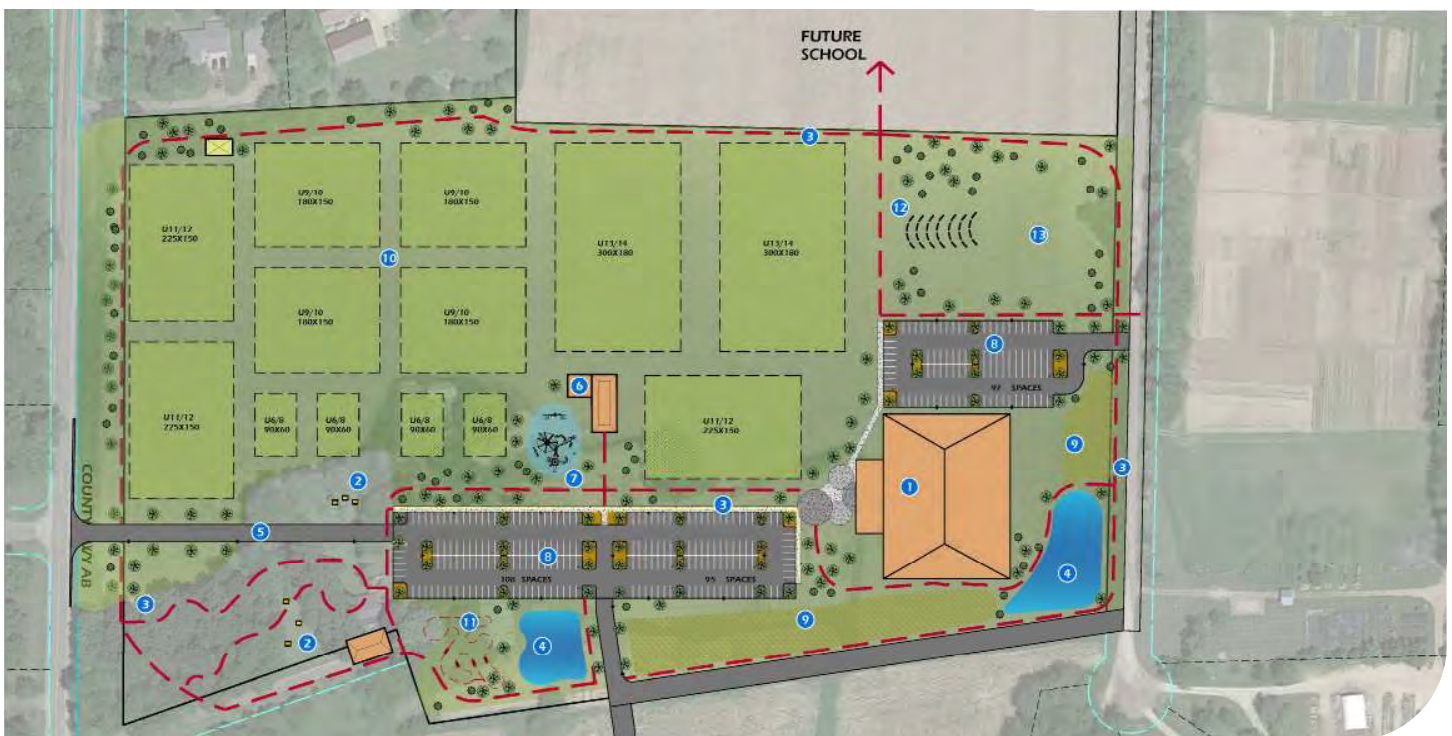 FUTURE
SCHOOL
3
U9/10
180X150
U9/10
180X150
U11/12
225X150
U13/14
300X180
U13/14
300X180
12
13
10
U9/10
180X150
U9/10
180X150
8
97 SPACES
6
U11/12
225X150
U6/8
90X60
U6/8
90X60
U6/8
90X60
U6/8
90X60
U11/12
225X150
9
3
2
7
1
3
COUNTY
AB
5
8
SPACES
95 SPACES
4
3
11
9
2
4